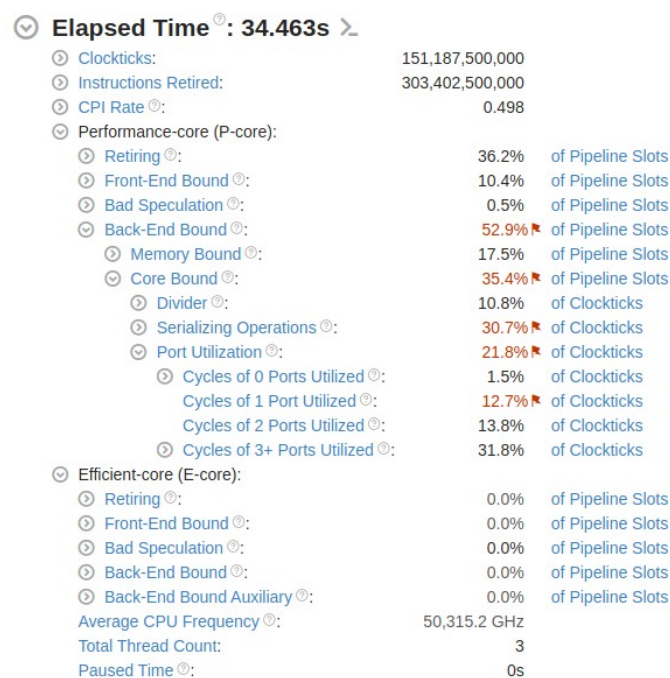 Elapsed Time: 34.463s
Clockticks: 151,187,500,000
Instructions Retired: 303,402,500,000
CPI Rate: 0.498
Performance-core (P-core):
Retiring: 36.2% of Pipeline Slots
Front-End Bound: 10.4% of Pipeline Slots
Bad Speculation: 0.5% of Pipeline Slots
Back-End Bound: 52.9% of Pipeline Slots
Memory Bound: 17.5% of Pipeline Slots
Core Bound: 35.4% of Pipeline Slots
Divider: 10.8% of Clockticks
Serializing Operations: 30.7% of Clockticks
Port Utilization: 21.8% of Clockticks
Cycles of 0 Ports Utilized: 1.5% of Clockticks
Cycles of 1 Port Utilized: 12.7% of Clockticks
Cycles of 2 Ports Utilized: 13.8% of Clockticks
Cycles of 3+ Ports Utilized: 31.8% of Clockticks
Efficient-core (E-core):
Retiring: 0.0% of Pipeline Slots
Front-End Bound: 0.0% of Pipeline Slots
Bad Speculation: 0.0% of Pipeline Slots
Back-End Bound: 0.0% of Pipeline Slots
Back-End Bound Auxiliary: 0.0% of Pipeline Slots
Average CPU Frequency: 50,315.2 GHz
Total Thread Count: 3
Paused Time: 0s